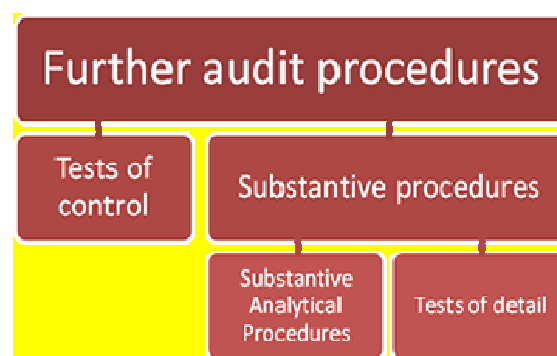 Further audit procedures
Tests of
control
Substantive procedures
Substantive
Analytical
Procedures
Tests of detail